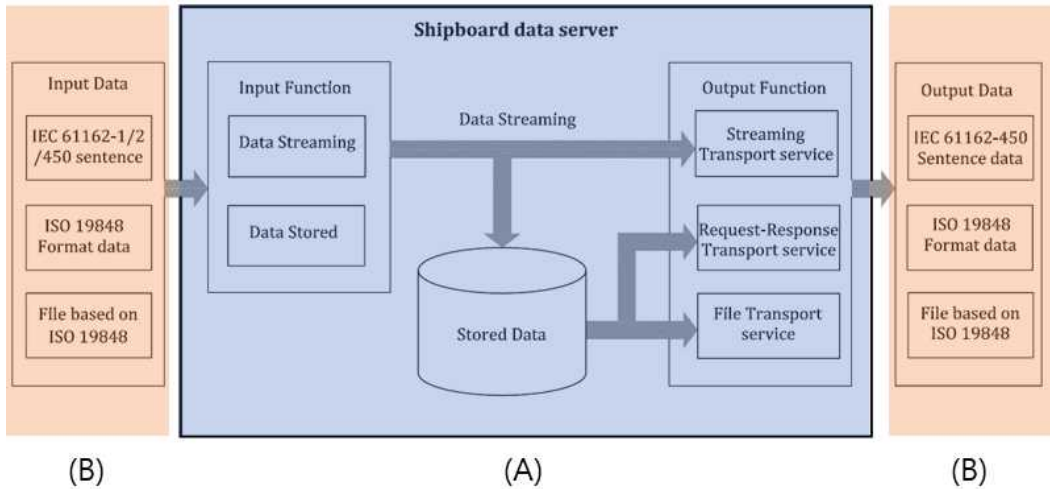 Shipboard data server
Input Data
IEC 61162-1/2
/450 sentence
ISO 19848
Format data
File based on
ISO 19848
Input Function
Data Streaming
Data Stored
Data Streaming
Stored Data
Output Function
Streaming
Transport service
Request-Response
Transport service
File Transport
service
Output Data
IEC 61162-450
Sentence data
ISO 19848
Format data
File based on
ISO 19848
(B)
(A)
(B)